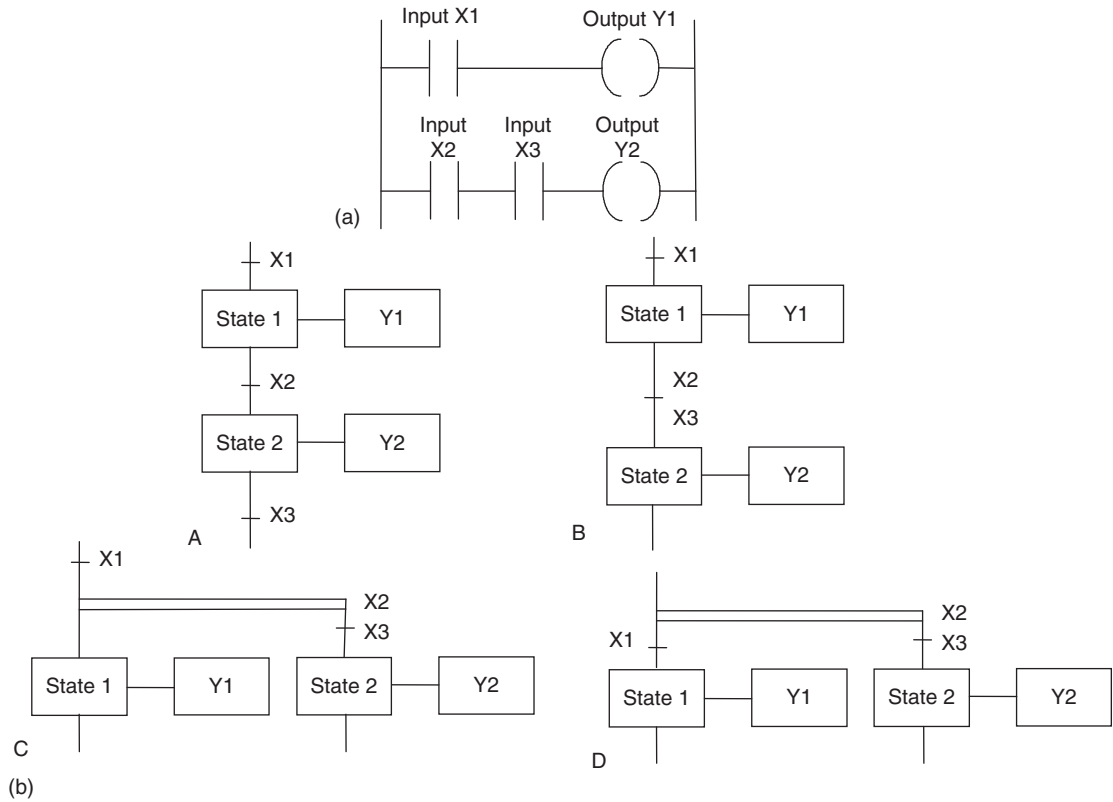 Input X1
Output Y1
Input
X2
Input
X3
Output
Y2
(a)
X1
State 1
Y1
X2
State 2
Y2
X3
A
X1
State 1
Y1
X2
X3
State 2
Y2
B
X1
X2
X3
State 1
Y1
State 2
Y2
C
X2
X1
X3
State 1
Y1
State 2
Y2
D
(b)